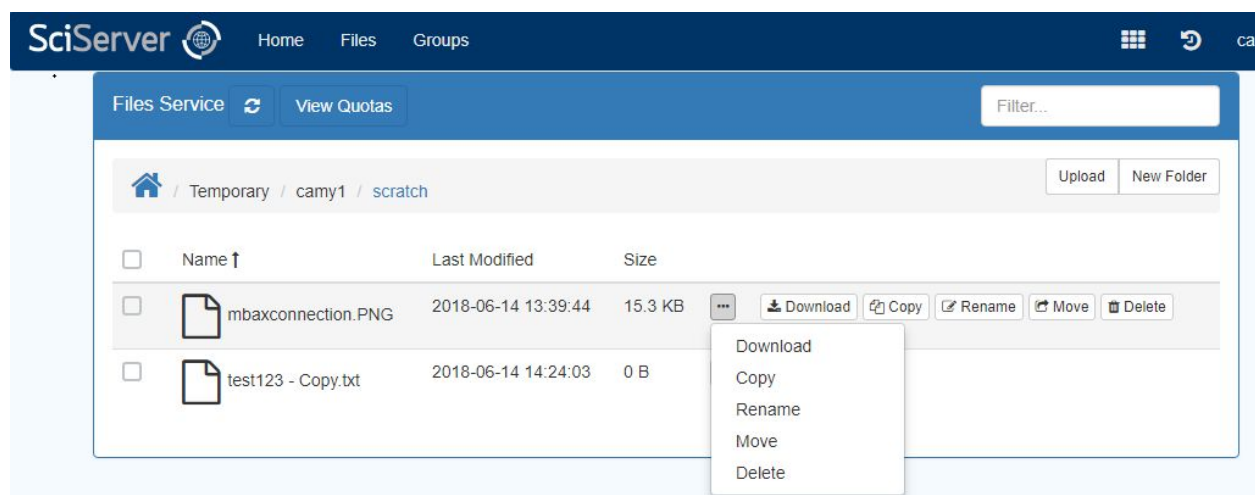 SciServer Home Files Groups ca
Files Service View Quotas Filter...
/ Temporary / camy1 / scratch Upload New Folder
Name Last Modified Size
mbaxconnection.PNG 2018-06-14 13:39:44 15.3 KB ... Download Copy Rename Move Delete
Download
test123 - Copy.txt 2018-06-14 14:24:03 0 B
Copy
Rename
Move
Delete